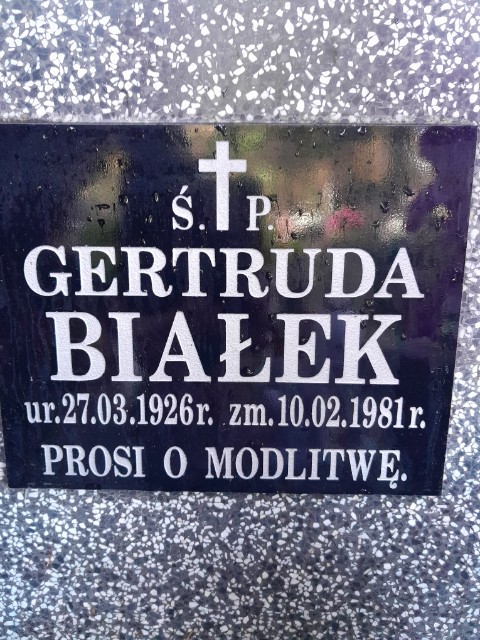 Ś. P.
GERTRUDA
BIAŁEK
ur.27.03.1926r. zm.10.02.1981r.
PROSI O MODLITWĘ.